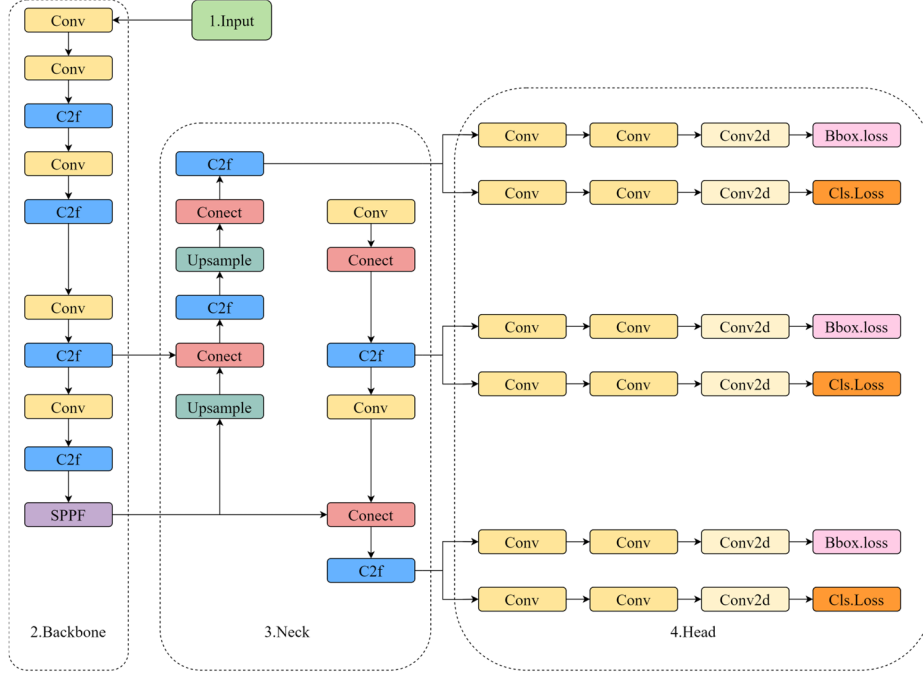 1.Input
Conv
Conv
C2f
Conv
C2f
Conv
C2f
Conv
C2f
SPPF
2.Backbone
C2f
Conect
Upsample
C2f
Conect
Upsample
Conv
Conect
C2f
Conv
Conect
C2f
3.Neck
Conv Conv Conv2d Bbox.loss
Conv Conv Conv2d Cls.Loss
Conv Conv Conv2d Bbox.loss
Conv Conv Conv2d Cls.Loss
Conv Conv Conv2d Bbox.loss
Conv Conv Conv2d Cls.Loss
4.Head